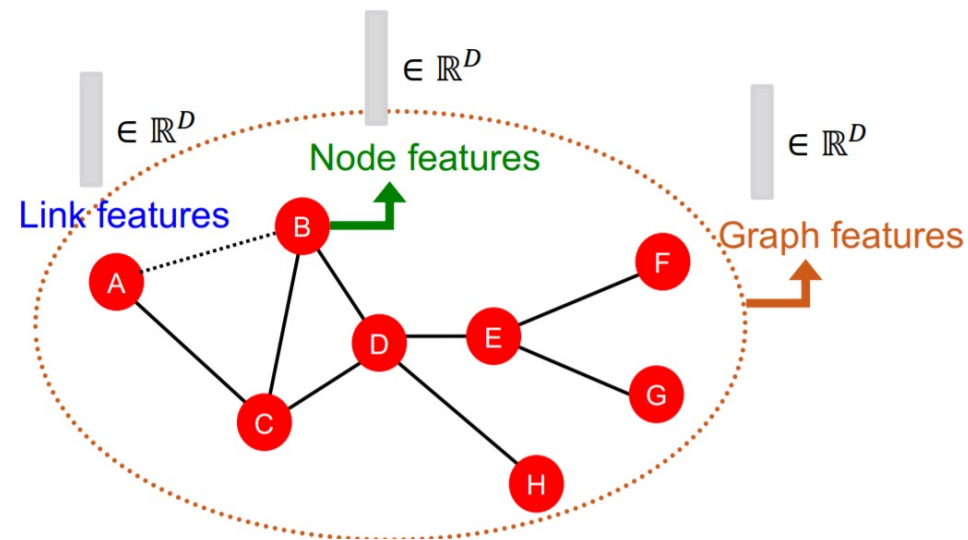 ∈ ℝ^D
∈ ℝ^D
∈ ℝ^D
Node features
Link features
Graph features
B
A
F
D
E
G
C
H